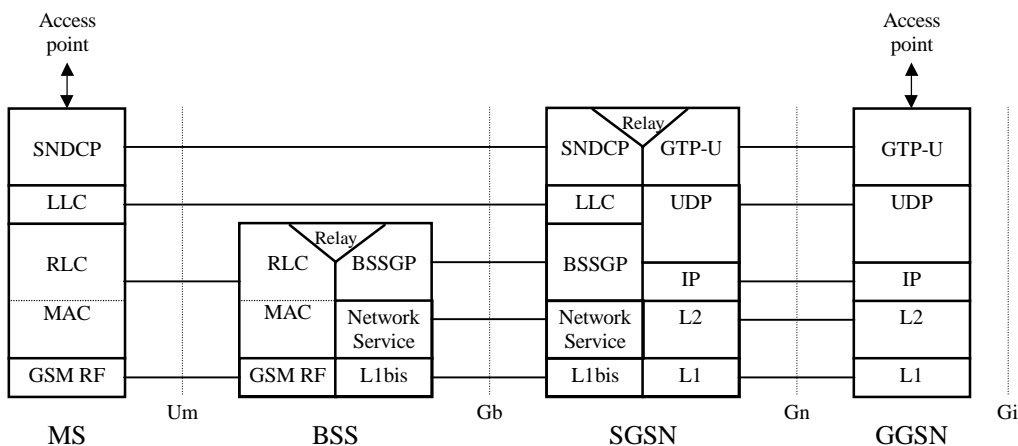 Access
point
Access
point
Relay
SNDCP
SNDCP
GTP-U
GTP-U
LLC
LLC
UDP
UDP
Relay
RLC
RLC
BSSGP
BSSGP
IP
IP
MAC
MAC
Network
Service
Network
Service
L2
L2
GSM RF
GSM RF
L1bis
L1bis
L1
L1
Um
Gb
Gn
Gi
MS
BSS
SGSN
GGSN